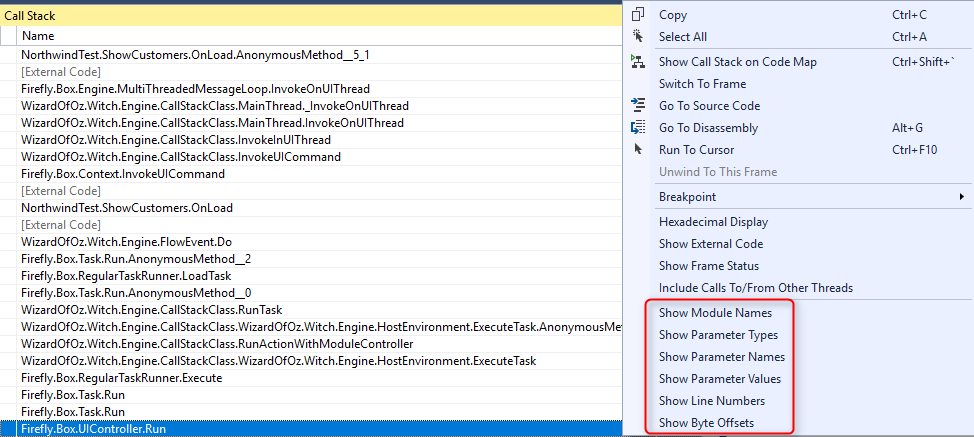 Call Stack
Name
NorthwindTest.ShowCustomers.OnLoad.AnonymousMethod__5_1
[External Code]
Firefly.Box.Engine.MultiThreadedMessageLoop.InvokeOnUIThread
WizardOfOz.Witch.Engine.CallStackClass.MainThread._InvokeOnUIThread
WizardOfOz.Witch.Engine.CallStackClass.MainThread.InvokeOnUIThread
WizardOfOz.Witch.Engine.CallStackClass.InvokeInUIThread
WizardOfOz.Witch.Engine.CallStackClass.InvokeUICommand
Firefly.Box.Context.InvokeUICommand
[External Code]
NorthwindTest.ShowCustomers.OnLoad
[External Code]
WizardOfOz.Witch.Engine.FlowEvent.Do
Firefly.Box.Task.Run.AnonymousMethod__2
Firefly.Box.RegularTaskRunner.LoadTask
Firefly.Box.Task.Run.AnonymousMethod__0
WizardOfOz.Witch.Engine.CallStackClass.RunTask
WizardOfOz.Witch.Engine.CallStackClass.WizardOfOz.Witch.Engine.HostEnvironment.ExecuteTask.AnonymousMe
WizardOfOz.Witch.Engine.CallStackClass.RunActionWithModuleController
WizardOfOz.Witch.Engine.CallStackClass.WizardOfOz.Witch.Engine.HostEnvironment.ExecuteTask
Firefly.Box.RegularTaskRunner.Execute
Firefly.Box.Task.Run
Firefly.Box.Task.Run
Firefly.Box.UIController.Run
Copy Ctrl+C
Select All Ctrl+A
Show Call Stack on Code Map Ctrl+Shift+`
Switch To Frame
Go To Source Code
Go To Disassembly Alt+G
Run To Cursor Ctrl+F10
Unwind To This Frame
Breakpoint
Hexadecimal Display
Show External Code
Show Frame Status
Include Calls To/From Other Threads
Show Module Names
Show Parameter Types
Show Parameter Names
Show Parameter Values
Show Line Numbers
Show Byte Offsets